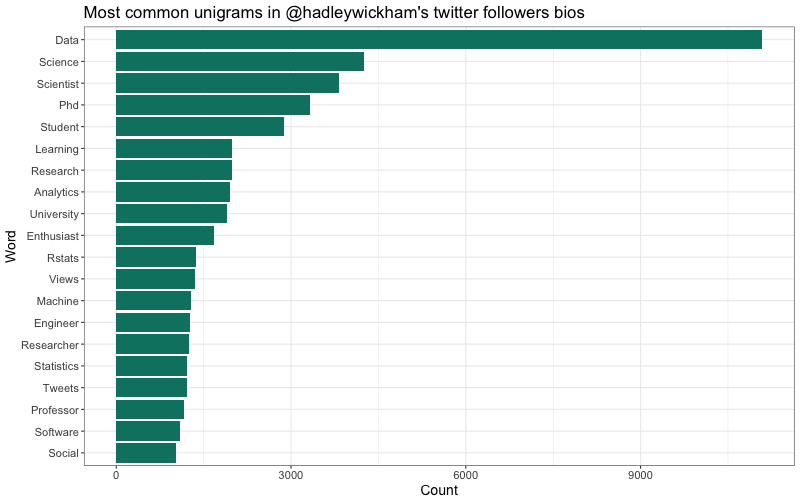 Most common unigrams in @hadleywickham's twitter followers bios
Word
Data
Science
Scientist
Phd
Student
Learning
Research
Analytics
University
Enthusiast
Rstats
Views
Machine
Engineer
Researcher
Statistics
Tweets
Professor
Software
Social
0 3000 6000 9000
Count